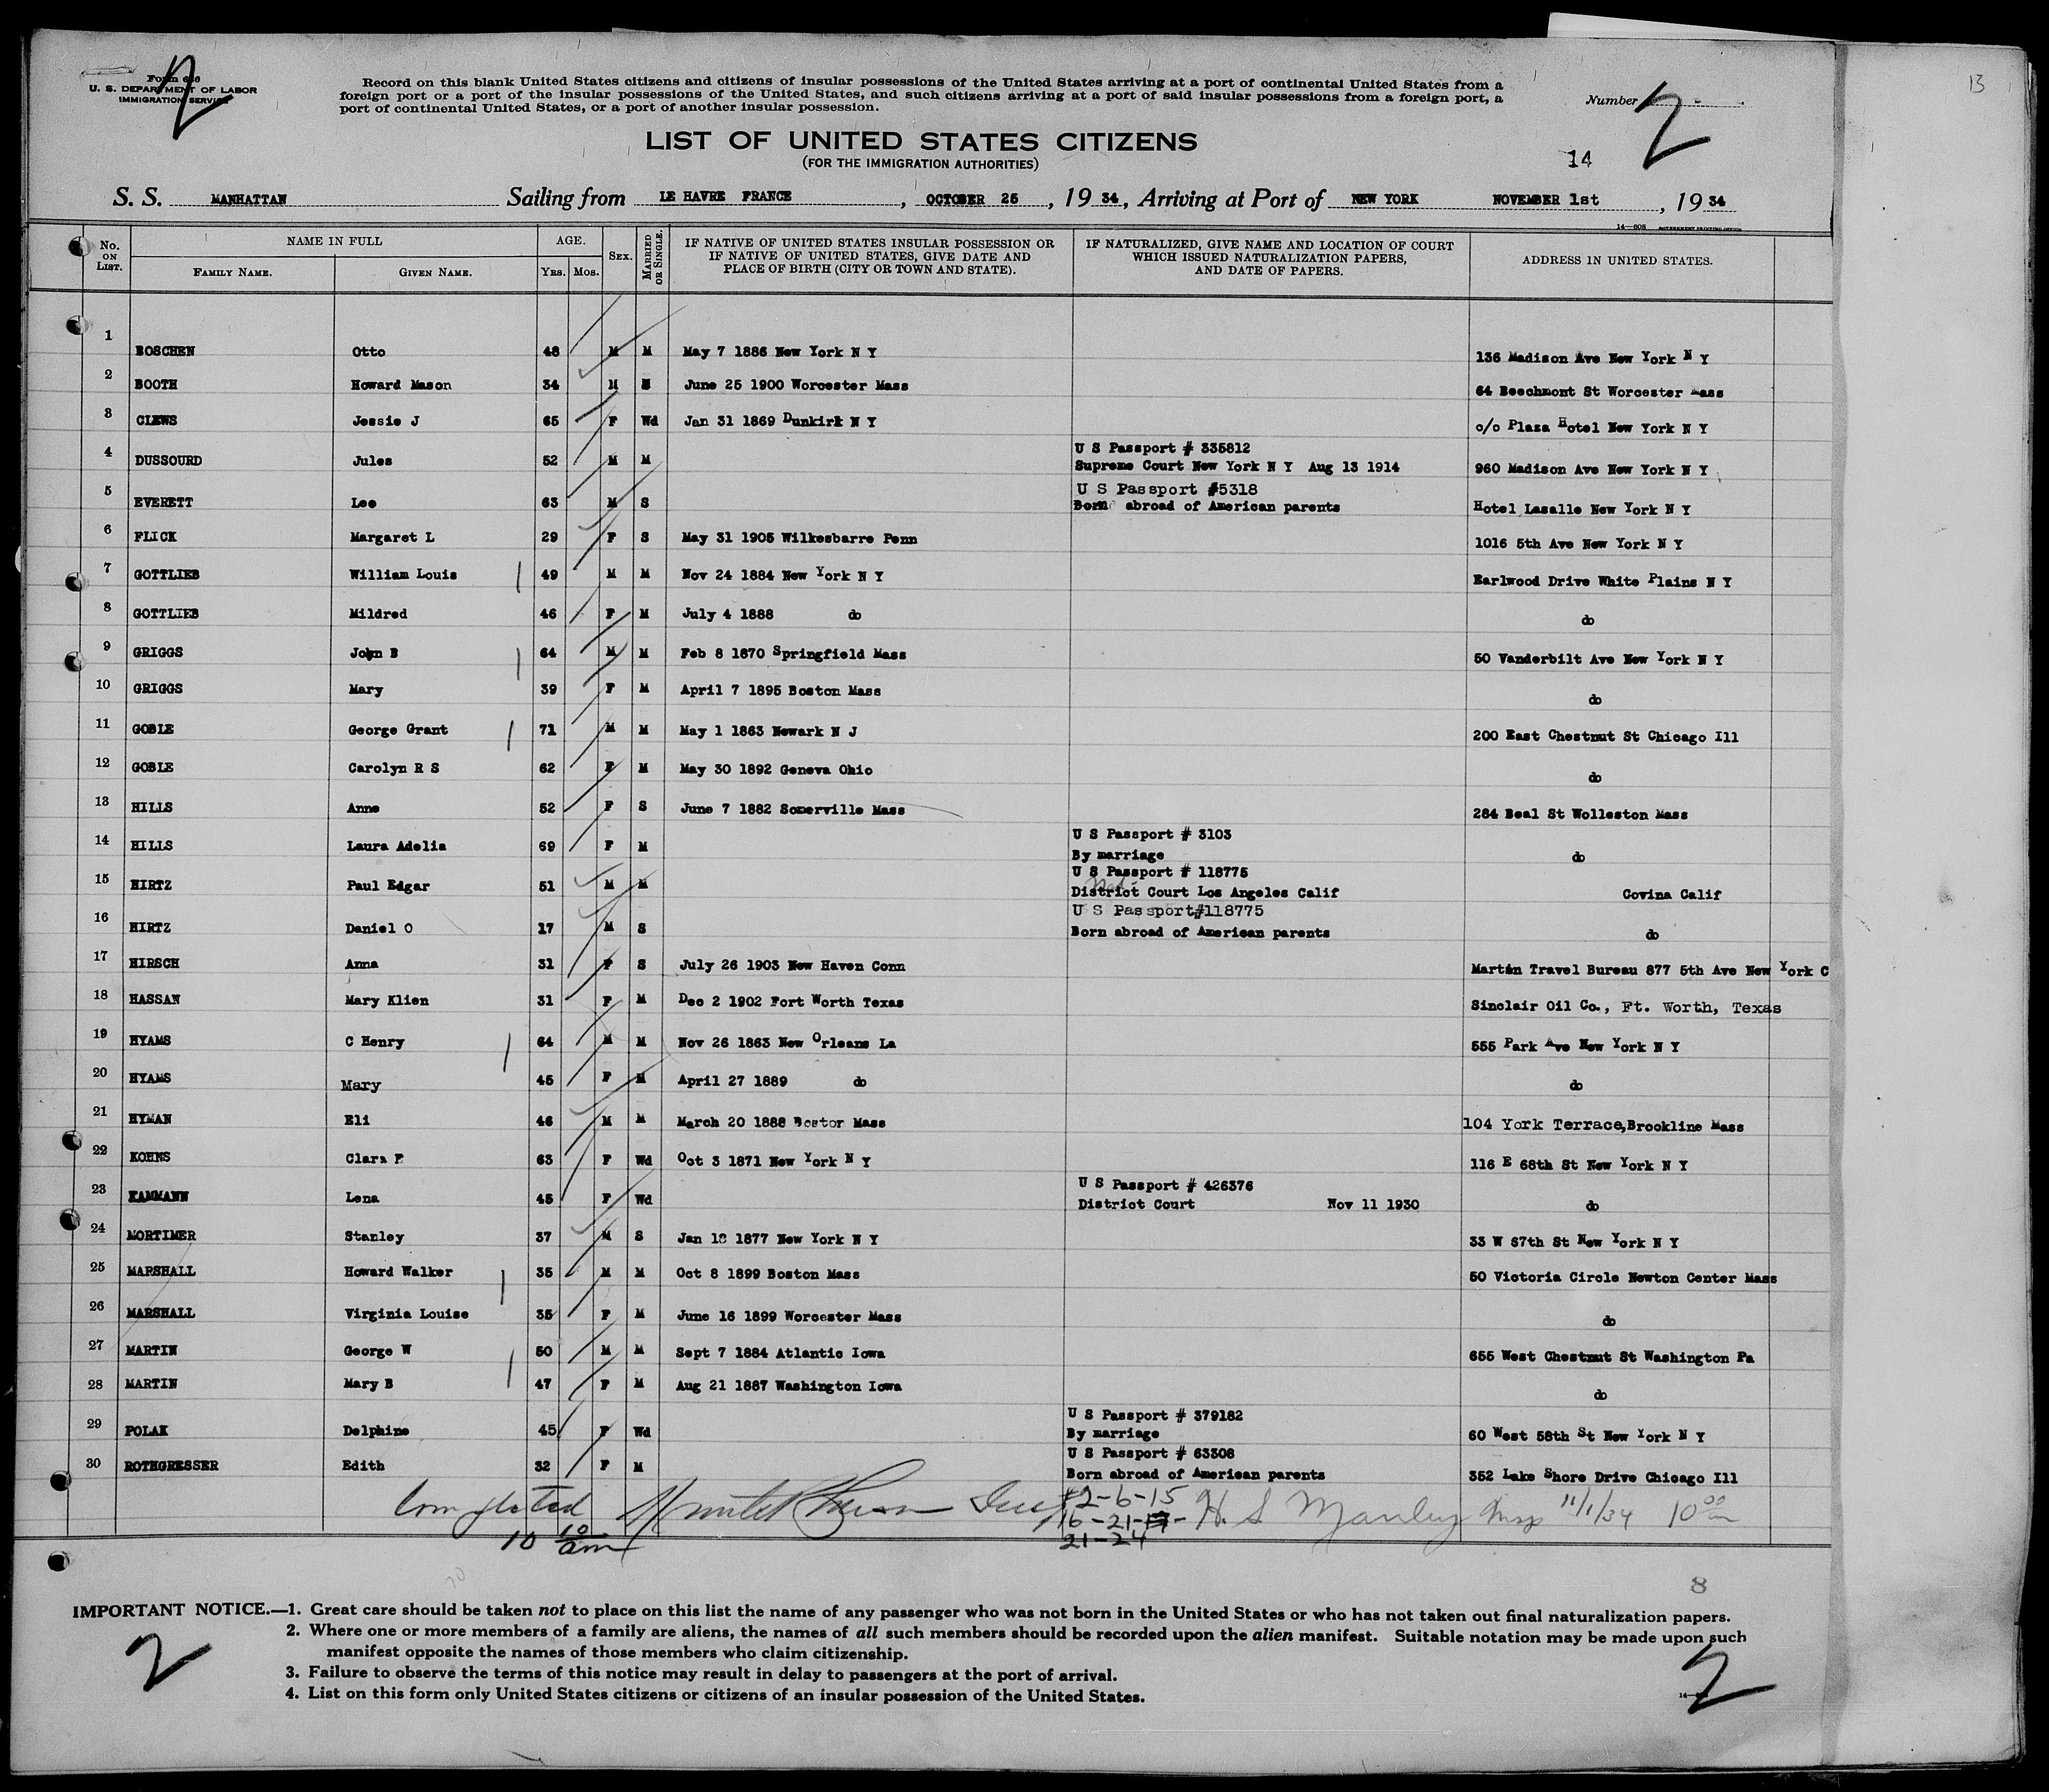 Form 636
U. S. DEPARTMENT OF LABOR
IMMIGRATION SERVICE
2
Record on this blank United States citizens and citizens of insular possessions of the United States arriving at a port of continental United States from a
foreign port or a port of the insular possessions of the United States, and such citizens arriving at a port of said insular possessions from a foreign port, a
port of continental United States, or a port of another insular possession.
Number 2
13
LIST OF UNITED STATES CITIZENS
(FOR THE IMMIGRATION AUTHORITIES)
14
S. S. MANHATTAN Sailing from LE HAVRE FRANCE, OCTOBER 25, 1934, Arriving at Port of NEW YORK NOVEMBER 1st, 1934
14—608 GOVERNMENT PRINTING OFFICE
No. ON LIST. NAME IN FULL FAMILY NAME. GIVEN NAME. AGE. YRS. MOS. SEX. MARRIED OR SINGLE. IF NATIVE OF UNITED STATES INSULAR POSSESSION OR IF NATIVE OF UNITED STATES, GIVE DATE AND PLACE OF BIRTH (CITY OR TOWN AND STATE). IF NATURALIZED, GIVE NAME AND LOCATION OF COURT WHICH ISSUED NATURALIZATION PAPERS, AND DATE OF PAPERS. ADDRESS IN UNITED STATES.
1 BOSCHEN Otto 48 M M May 7 1886 New York N Y 136 Madison Ave New York N Y
2 BOOTH Howard Mason 34 M June 25 1900 Worcester Mass 64 Beechmont St Worcester Mass
3 CLEWS Jessie J 65 F Wd Jan 31 1869 Dunkirk N Y c/o Plaza Hotel New York N Y
4 DUSSOURD Jules 52 M M U S Passport # 335812
Supreme Court New York N Y Aug 13 1914 960 Madison Ave New York N Y
5 EVERETT Lee 63 M S U S Passport #5318
Born abroad of American parents Hotel Lasalle New York N Y
6 FLICK Margaret L 29 F S May 31 1905 Wilkesbarre Penn 1016 5th Ave New York N Y
7 GOTTLIEB William Louis 49 M M Nov 24 1884 New York N Y Earlwood Drive White Plains N Y
8 GOTTLIEB Mildred 46 F M July 4 1888 do do
9 GRIGGS John B 64 M M Feb 8 1870 Springfield Mass 50 Vanderbilt Ave New York N Y
10 GRIGGS Mary 39 F M April 7 1895 Boston Mass do
11 GOBLE George Grant 71 M M May 1 1863 Newark N J 200 East Chestnut St Chicago Ill
12 GOBLE Carolyn R S 62 F M May 30 1892 Geneva Ohio do
13 HILLS Anne 52 F S June 7 1882 Somerville Mass 284 Beal St Wolleston Mass
14 HILLS Laura Adelia 69 F M U S Passport # 3103
By marriage do
15 HIRTZ Paul Edgar 51 M M U S Passport # 118775
District Court Los Angeles Calif Covina Calif
16 HIRTZ Daniel O 17 M S U S Passport#118775
Born abroad of American parents do
17 HIRSCH Anna 31 F S July 26 1903 New Haven Conn Martin Travel Bureau 877 5th Ave New York C
18 HASSAN Mary Klien 31 F M Dec 2 1902 Fort Worth Texas Sinclair Oil Co., Ft. Worth, Texas
19 HYAMS C Henry 64 M M Nov 26 1863 New Orleans La 555 Park Ave New York N Y
20 HYAMS Mary 45 F M April 27 1889 do do
21 HYMAN Eli 46 M M March 20 1888 Boston Mass 104 York Terrace,Brookline Mass
22 KOHNS Clara F 63 F Wd Oct 3 1871 New York N Y 116 E 68th St New York N Y
23 KAMMANN Lena 45 F Wd U S Passport # 426376
District Court Nov 11 1930 do
24 MORTIMER Stanley 37 M S Jan 18 1877 New York N Y 33 W 67th St New York N Y
25 MARSHALL Howard Walker 35 M M Oct 8 1899 Boston Mass 50 Victoria Circle Newton Center Mass
26 MARSHALL Virginia Louise 35 F M June 16 1899 Worcester Mass do
27 MARTIN George W 50 M M Sept 7 1884 Atlantic Iowa 655 West Chestnut St Washington Pa
28 MARTIN Mary B 47 F M Aug 21 1887 Washington Iowa do
29 POLAK Delphine 45 F Wd U S Passport # 379182
By marriage 60 West 58th St New York N Y
30 ROTHGRESSER Edith 32 F M U S Passport # 63308
Born abroad of American parents 352 Lake Shore Drive Chicago Ill
Completed
10 10 am
2-6-15
16-21-
21-24
H. S. Manley Insp 11/1/34 10 00 am
8
IMPORTANT NOTICE.—1. Great care should be taken not to place on this list the name of any passenger who was not born in the United States or who has not taken out final naturalization papers.
2. Where one or more members of a family are aliens, the names of all such members should be recorded upon the alien manifest. Suitable notation may be made upon such
manifest opposite the names of those members who claim citizenship.
3. Failure to observe the terms of this notice may result in delay to passengers at the port of arrival.
4. List on this form only United States citizens or citizens of an insular possession of the United States.
2
2